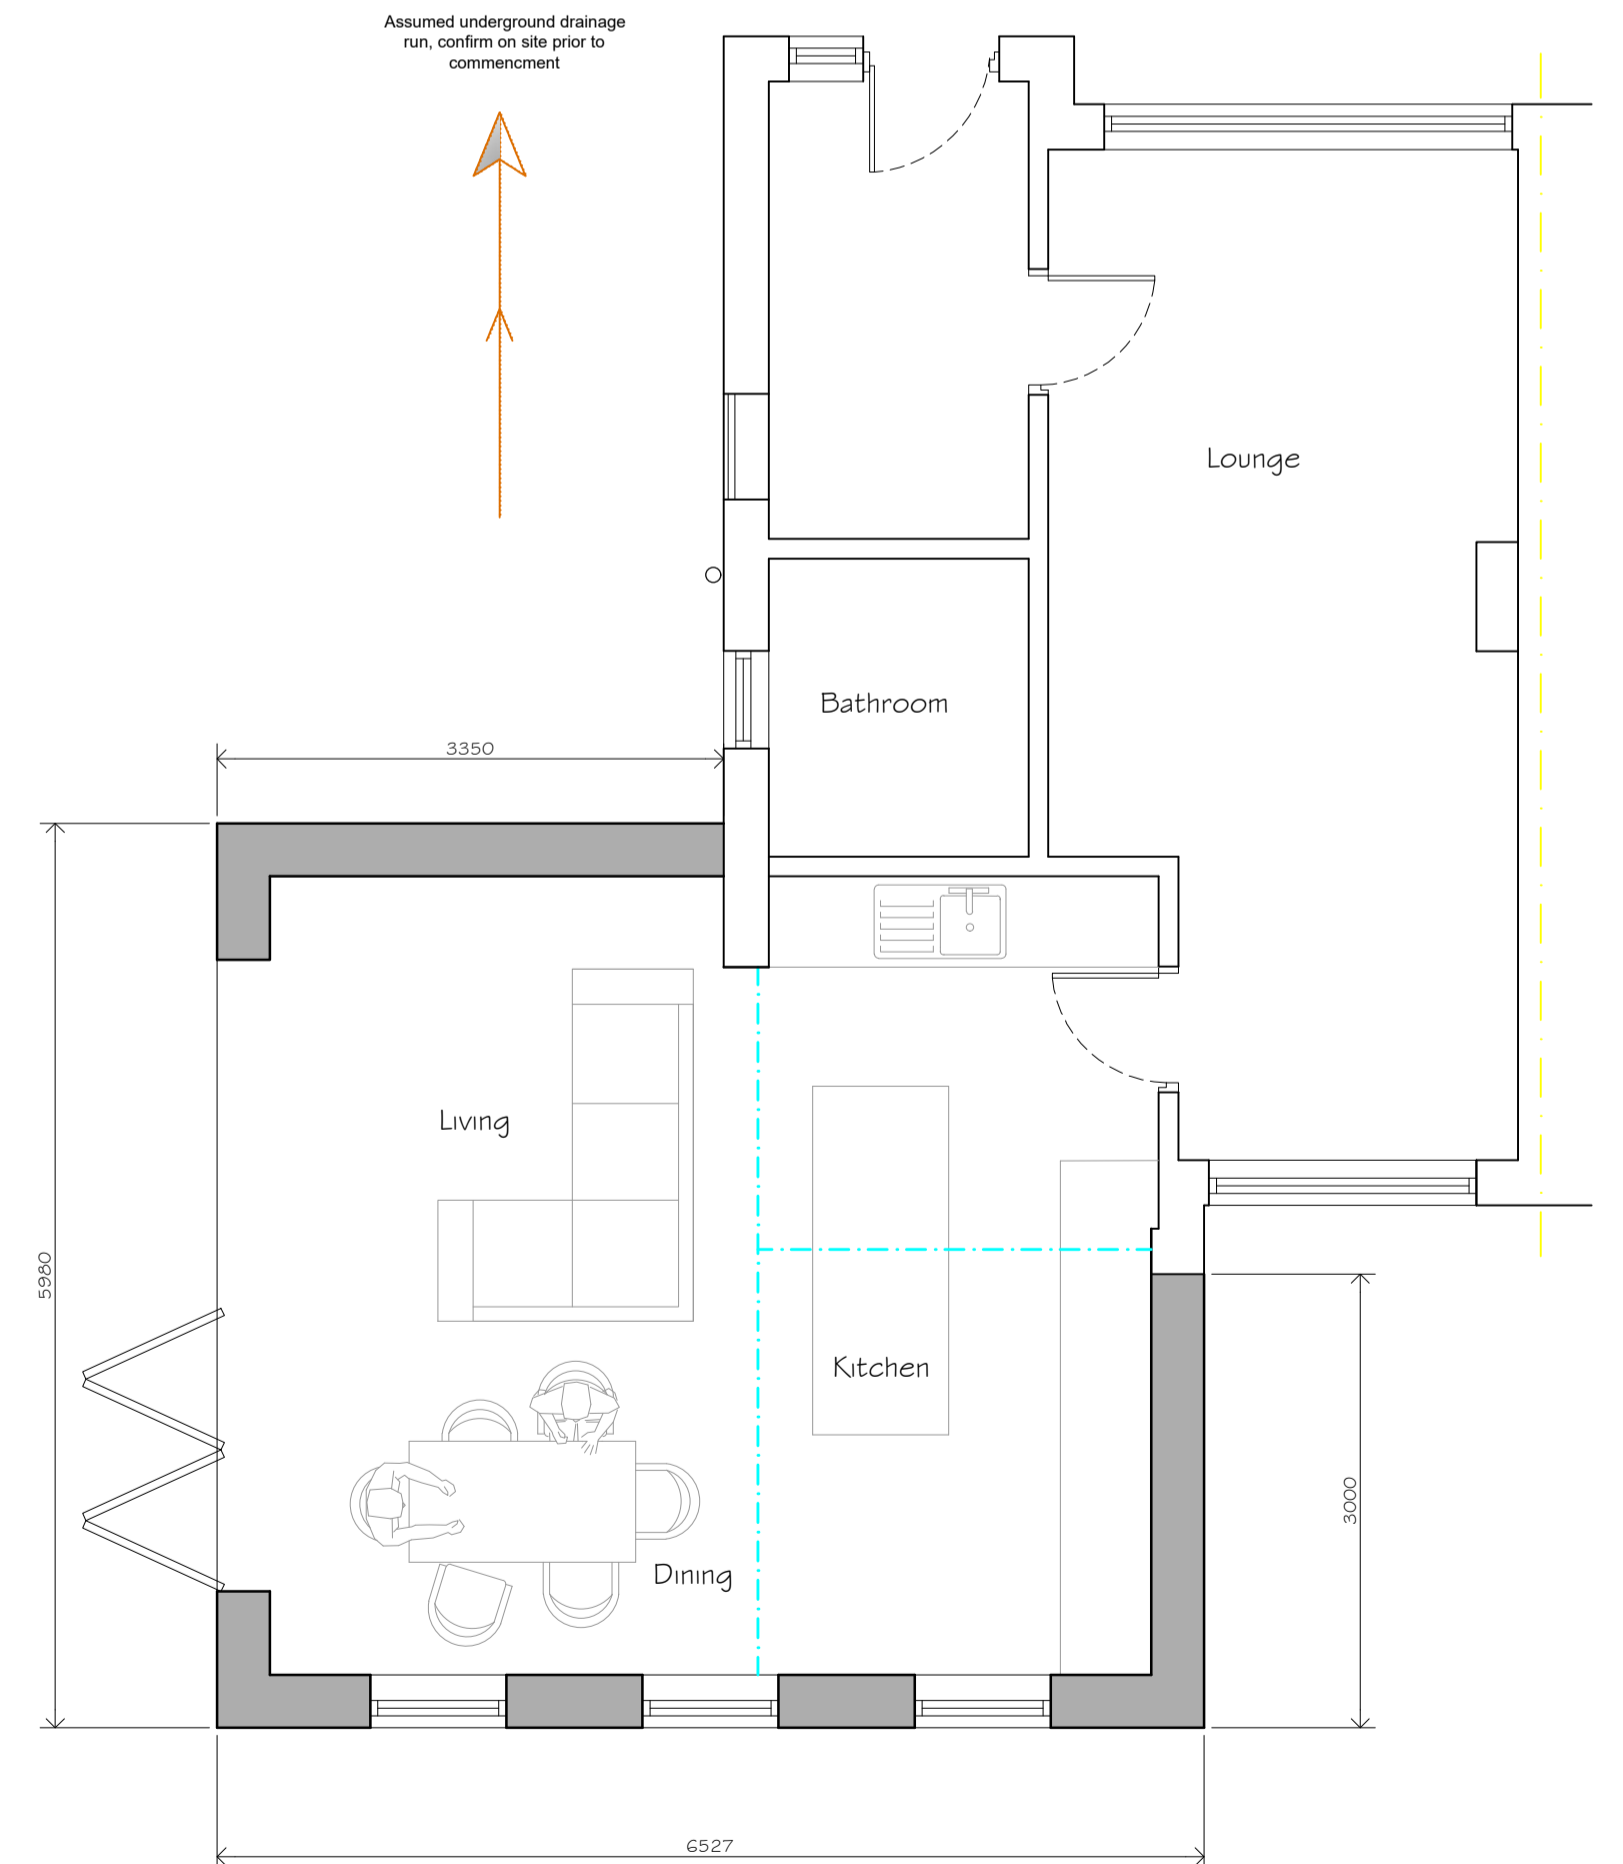 Assumed underground drainage
run, confirm on site prior to
commencment
Lounge
Bathroom
3350
Living
5980
Kitchen
3000
Dining
6527